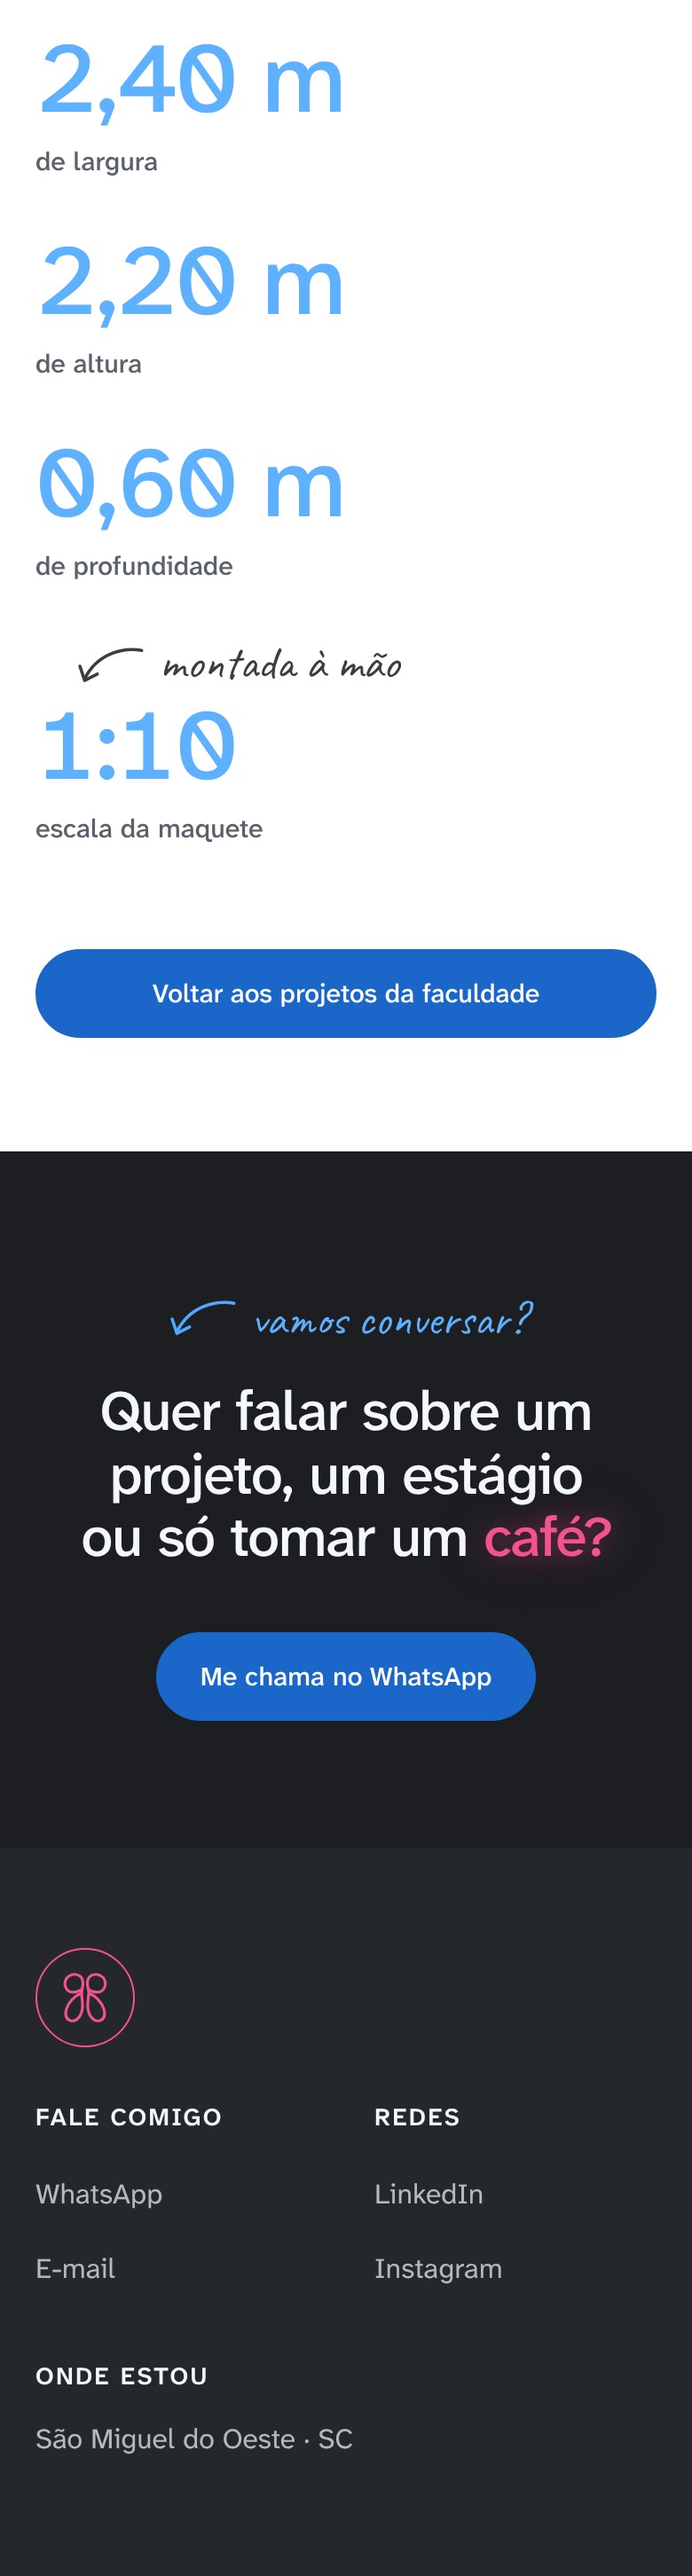 2,40 m
de largura
2,20 m
de altura
0,60 m
de profundidade
montada à mão
1:10
escala da maquete
Voltar aos projetos da faculdade
vamos conversar?
Quer falar sobre um
projeto, um estágio
ou só tomar um café?
Me chama no WhatsApp
FALE COMIGO
WhatsApp
E-mail
REDES
LinkedIn
Instagram
ONDE ESTOU
São Miguel do Oeste · SC